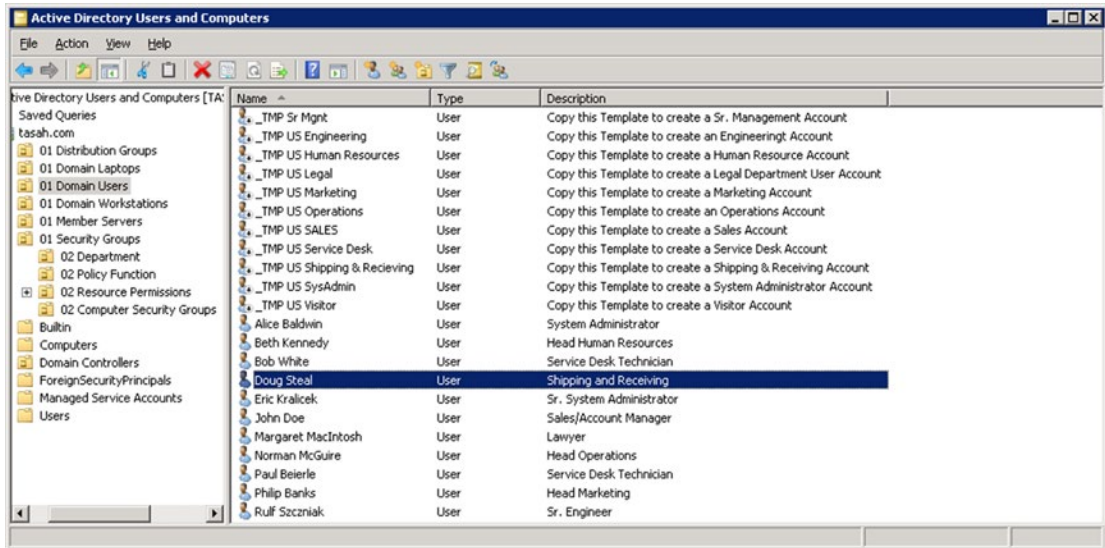 Active Directory Users and Computers
File Action View Help
tive Directory Users and Computers [TA
Saved Queries
tasah.com
01 Distribution Groups
01 Domain Laptops
01 Domain Users
01 Domain Workstations
01 Member Servers
01 Security Groups
02 Department
02 Policy Function
02 Resource Permissions
02 Computer Security Groups
Builtin
Computers
Domain Controllers
ForeignSecurityPrincipals
Managed Service Accounts
Users
Name Type Description
_TMP Sr Mgnt User Copy this Template to create a Sr. Management Account
_TMP US Engineering User Copy this Template to create an Engineeringt Account
_TMP US Human Resources User Copy this Template to create a Human Resource Account
_TMP US Legal User Copy this Template to create a Legal Department User Account
_TMP US Marketing User Copy this Template to create a Marketing Account
_TMP US Operations User Copy this Template to create an Operations Account
_TMP US SALES User Copy this Template to create a Sales Account
_TMP US Service Desk User Copy this Template to create a Service Desk Account
_TMP US Shipping & Recieving User Copy this Template to create a Shipping & Receiving Account
_TMP US SysAdmin User Copy this Template to create a System Administrator Account
_TMP US Visitor User Copy this Template to create a Visitor Account
Alice Baldwin User System Administrator
Beth Kennedy User Head Human Resources
Bob White User Service Desk Technician
Doug Steal User Shipping and Receiving
Eric Kralicek User Sr. System Administrator
John Doe User Sales/Account Manager
Margaret MacIntosh User Lawyer
Norman McGuire User Head Operations
Paul Beierle User Service Desk Technician
Philip Banks User Head Marketing
Rulf Szczniak User Sr. Engineer